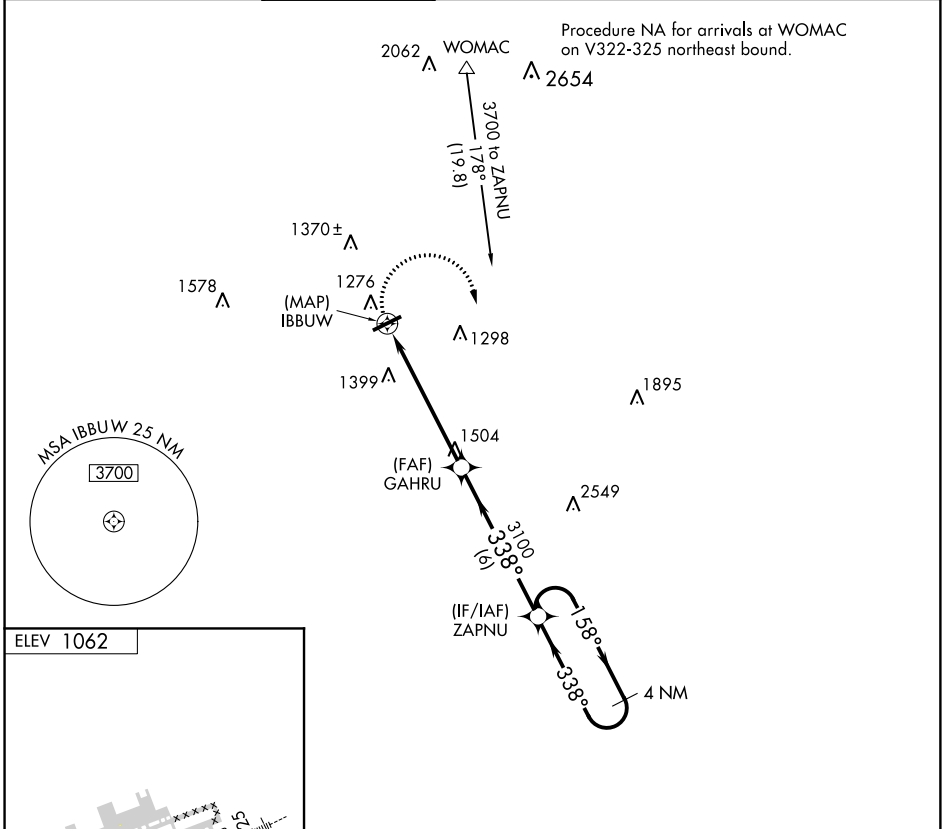 Procedure NA for arrivals at WOMAC
on V322-325 northeast bound.
2062
WOMAC
2654
3700 to ZAPNU
178°
(19.8)
1370±
1578
1276
(MAP)
IBBUW
1298
1399
1895
MSA IBBUW 25 NM
3700
1504
(FAF)
GAHRU
2549
3100
338°
(6)
(IF/IAF)
ZAPNU
158°
338°
4 NM
ELEV 1062
25